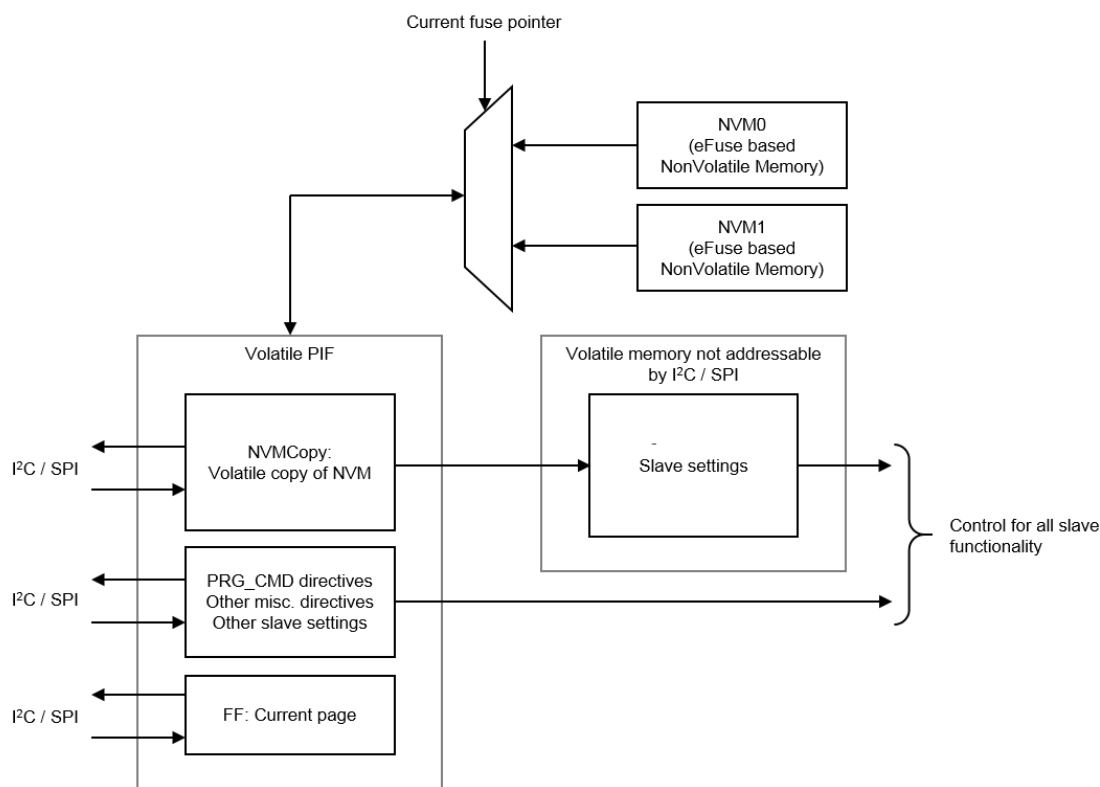 Current fuse pointer
NVM0
(eFuse based
NonVolatile Memory)
NVM1
(eFuse based
NonVolatile Memory)
Volatile PIF
Volatile memory not addressable
by I²C / SPI
I²C / SPI
NVMCopy:
Volatile copy of NVM
-
Slave settings
Control for all slave
functionality
I²C / SPI
PRG_CMD directives
Other misc. directives
Other slave settings
I²C / SPI
FF: Current page